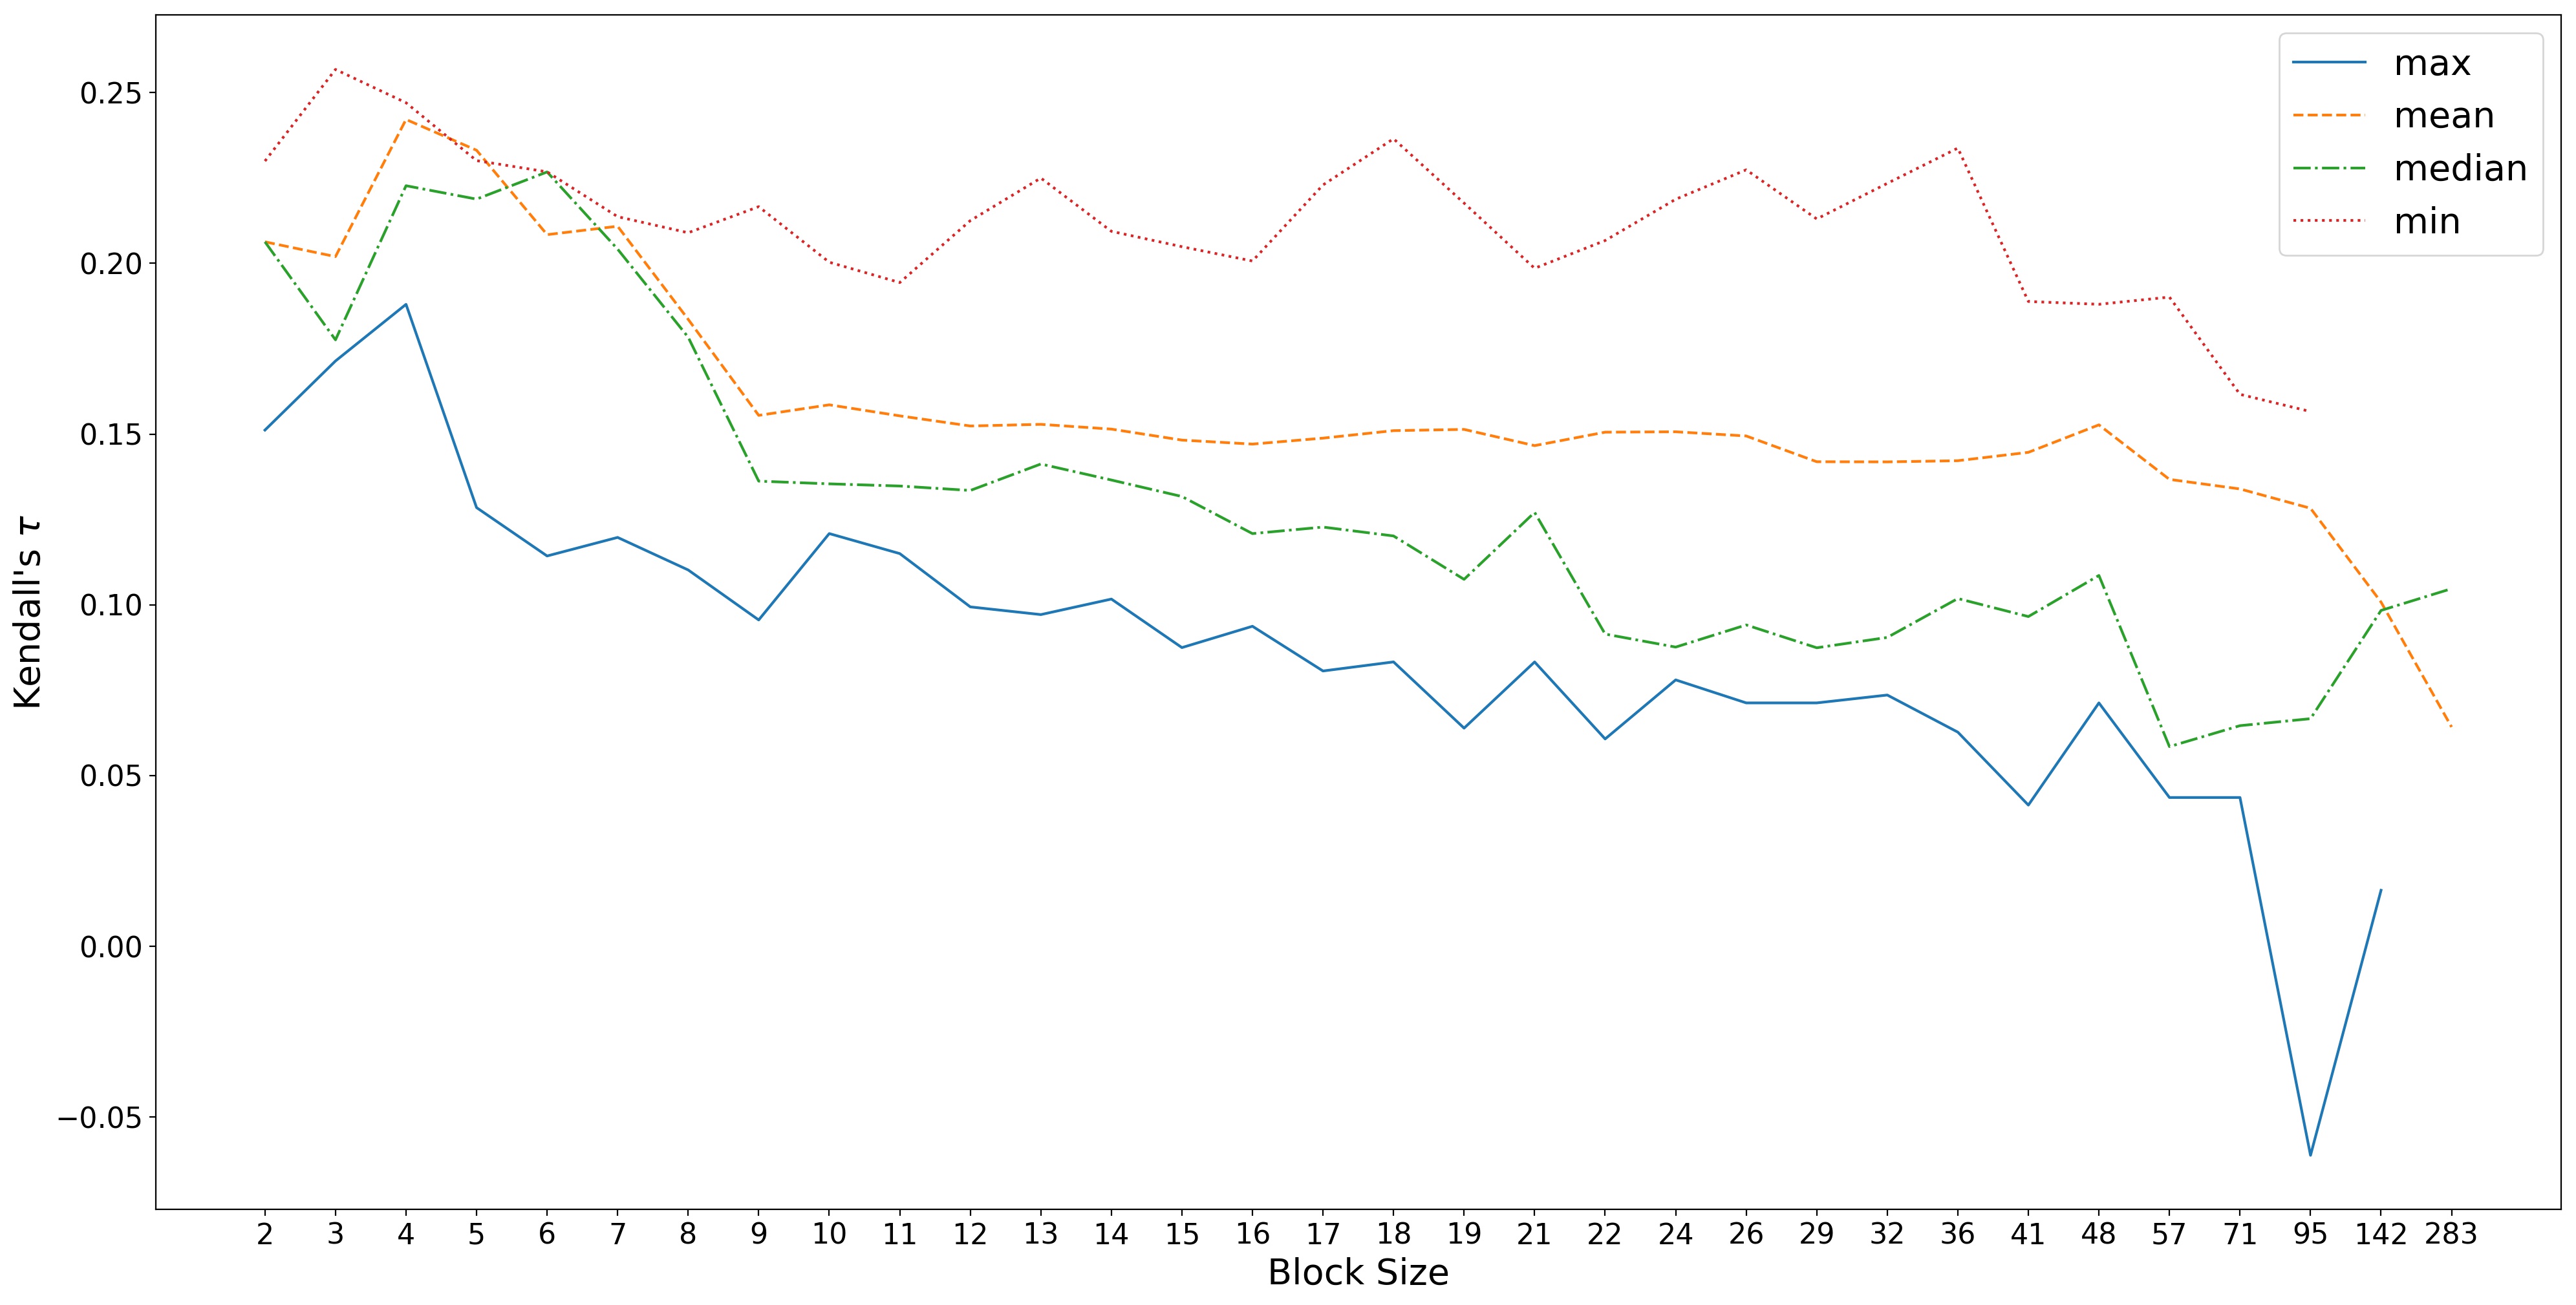 max
mean
median
min
Kendall's τ
0.25
0.20
0.15
0.10
0.05
0.00
−0.05
2 3 4 5 6 7 8 9 10 11 12 13 14 15 16 17 18 19 21 22 24 26 29 32 36 41 48 57 71 95 142 283
Block Size